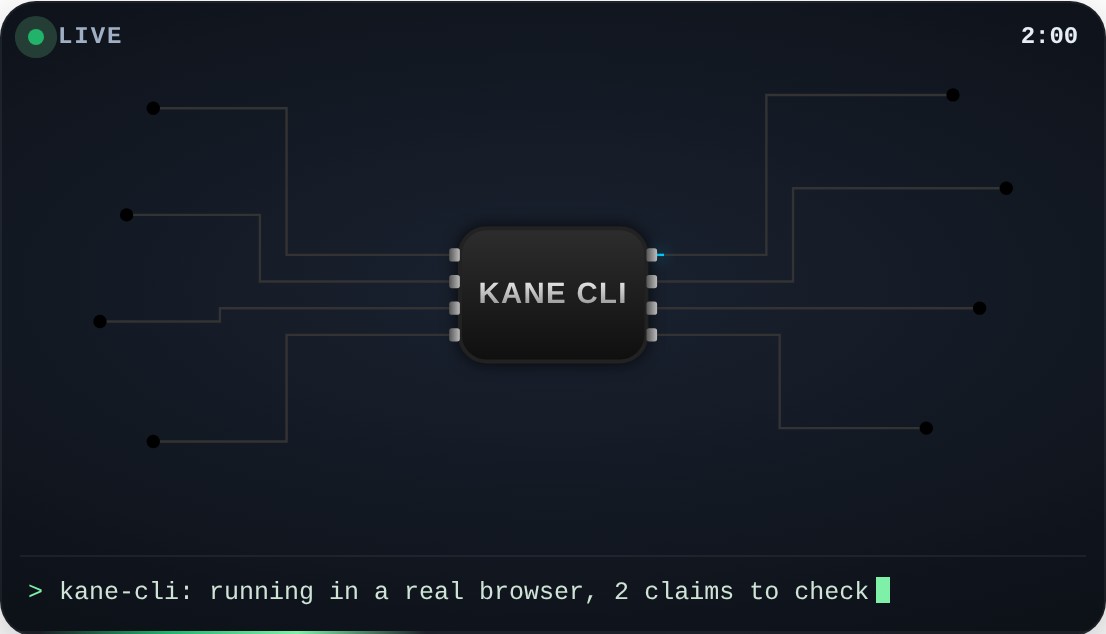 LIVE
2:00
KANE CLI
> kane-cli: running in a real browser, 2 claims to check